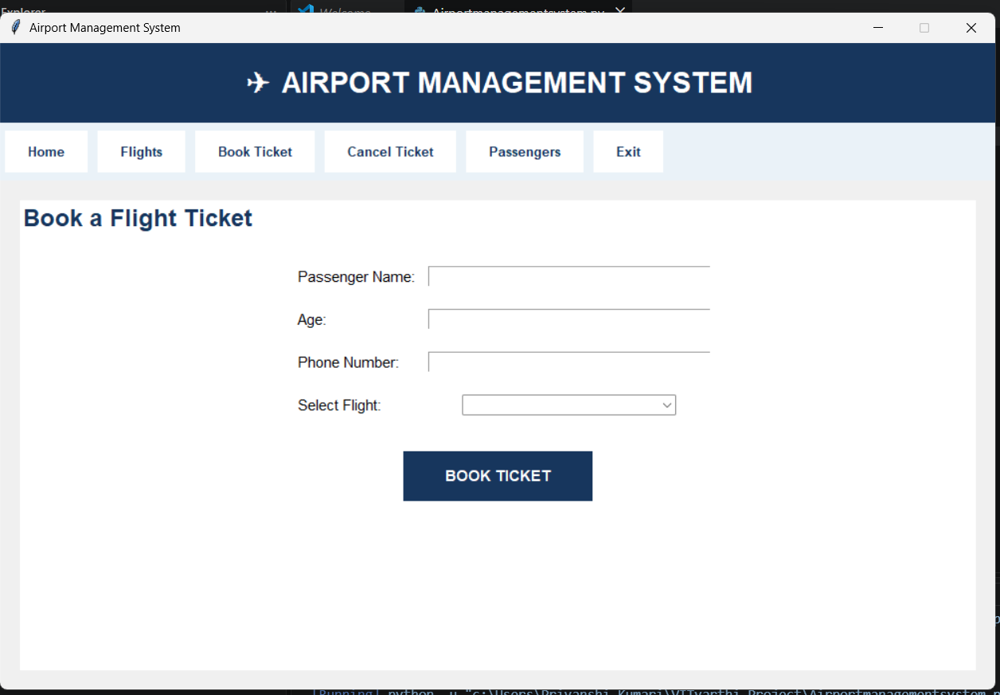 Explorer
Welcome
Airportmanagementsystem.py
Airport Management System
✈ AIRPORT MANAGEMENT SYSTEM
Home Flights Book Ticket Cancel Ticket Passengers Exit
Book a Flight Ticket
Passenger Name:
Age:
Phone Number:
Select Flight:
BOOK TICKET
[Running] python -u "c:\Users\Priyanshi Kumari\VITyarthi Project\Airportmanagementsystem.p